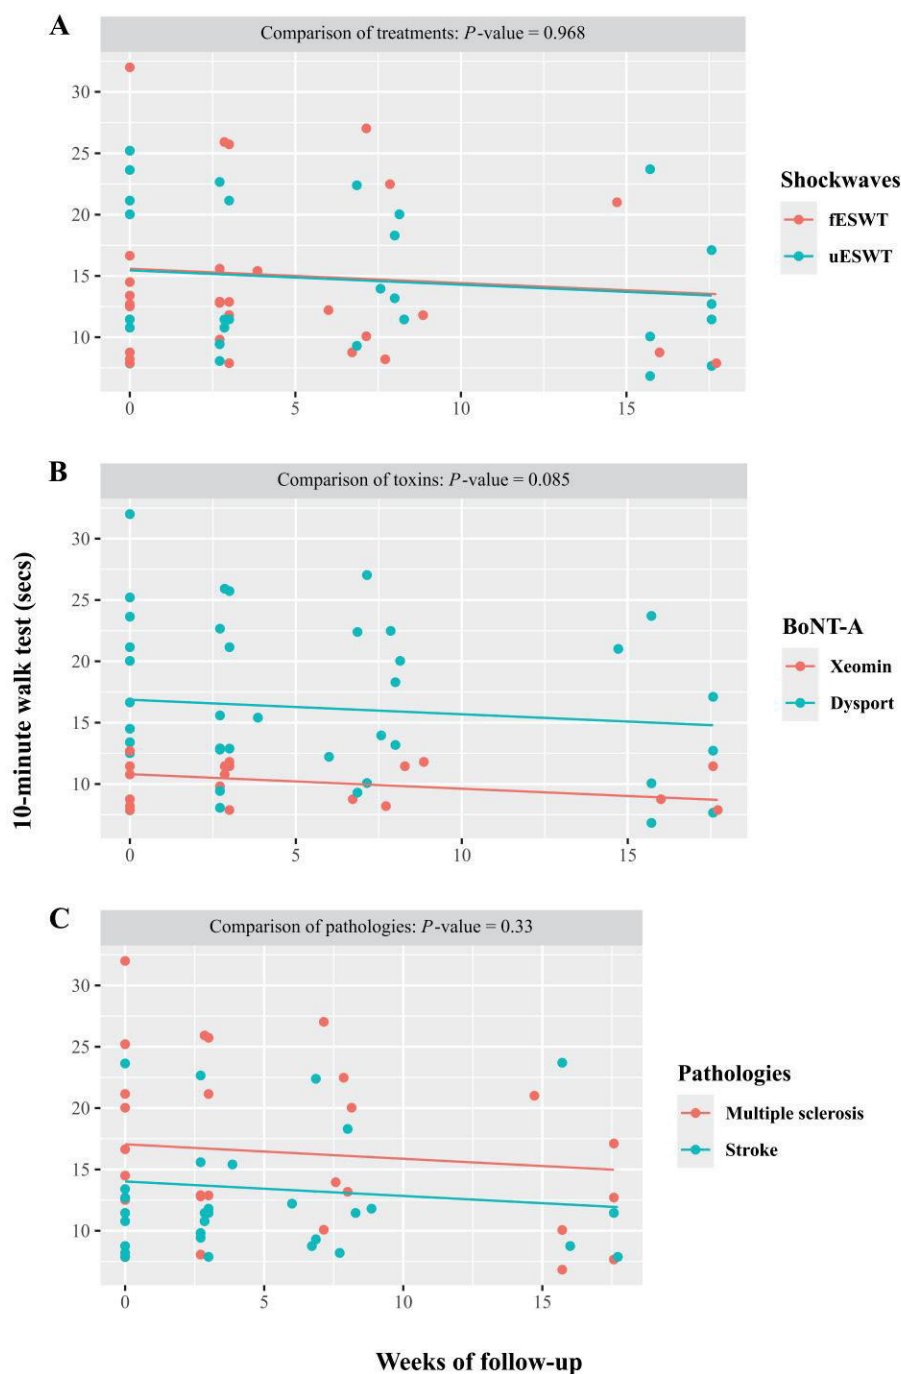 A
Comparison of treatments: P-value = 0.968
30
25
20
15
10
0 5 10 15
Shockwaves
fESWT
uESWT
B
Comparison of toxins: P-value = 0.085
30
25
20
15
10
0 5 10 15
BoNT-A
Xeomin
Dysport
10-minute walk test (secs)
C
Comparison of pathologies: P-value = 0.33
30
25
20
15
10
0 5 10 15
Pathologies
Multiple sclerosis
Stroke
Weeks of follow-up